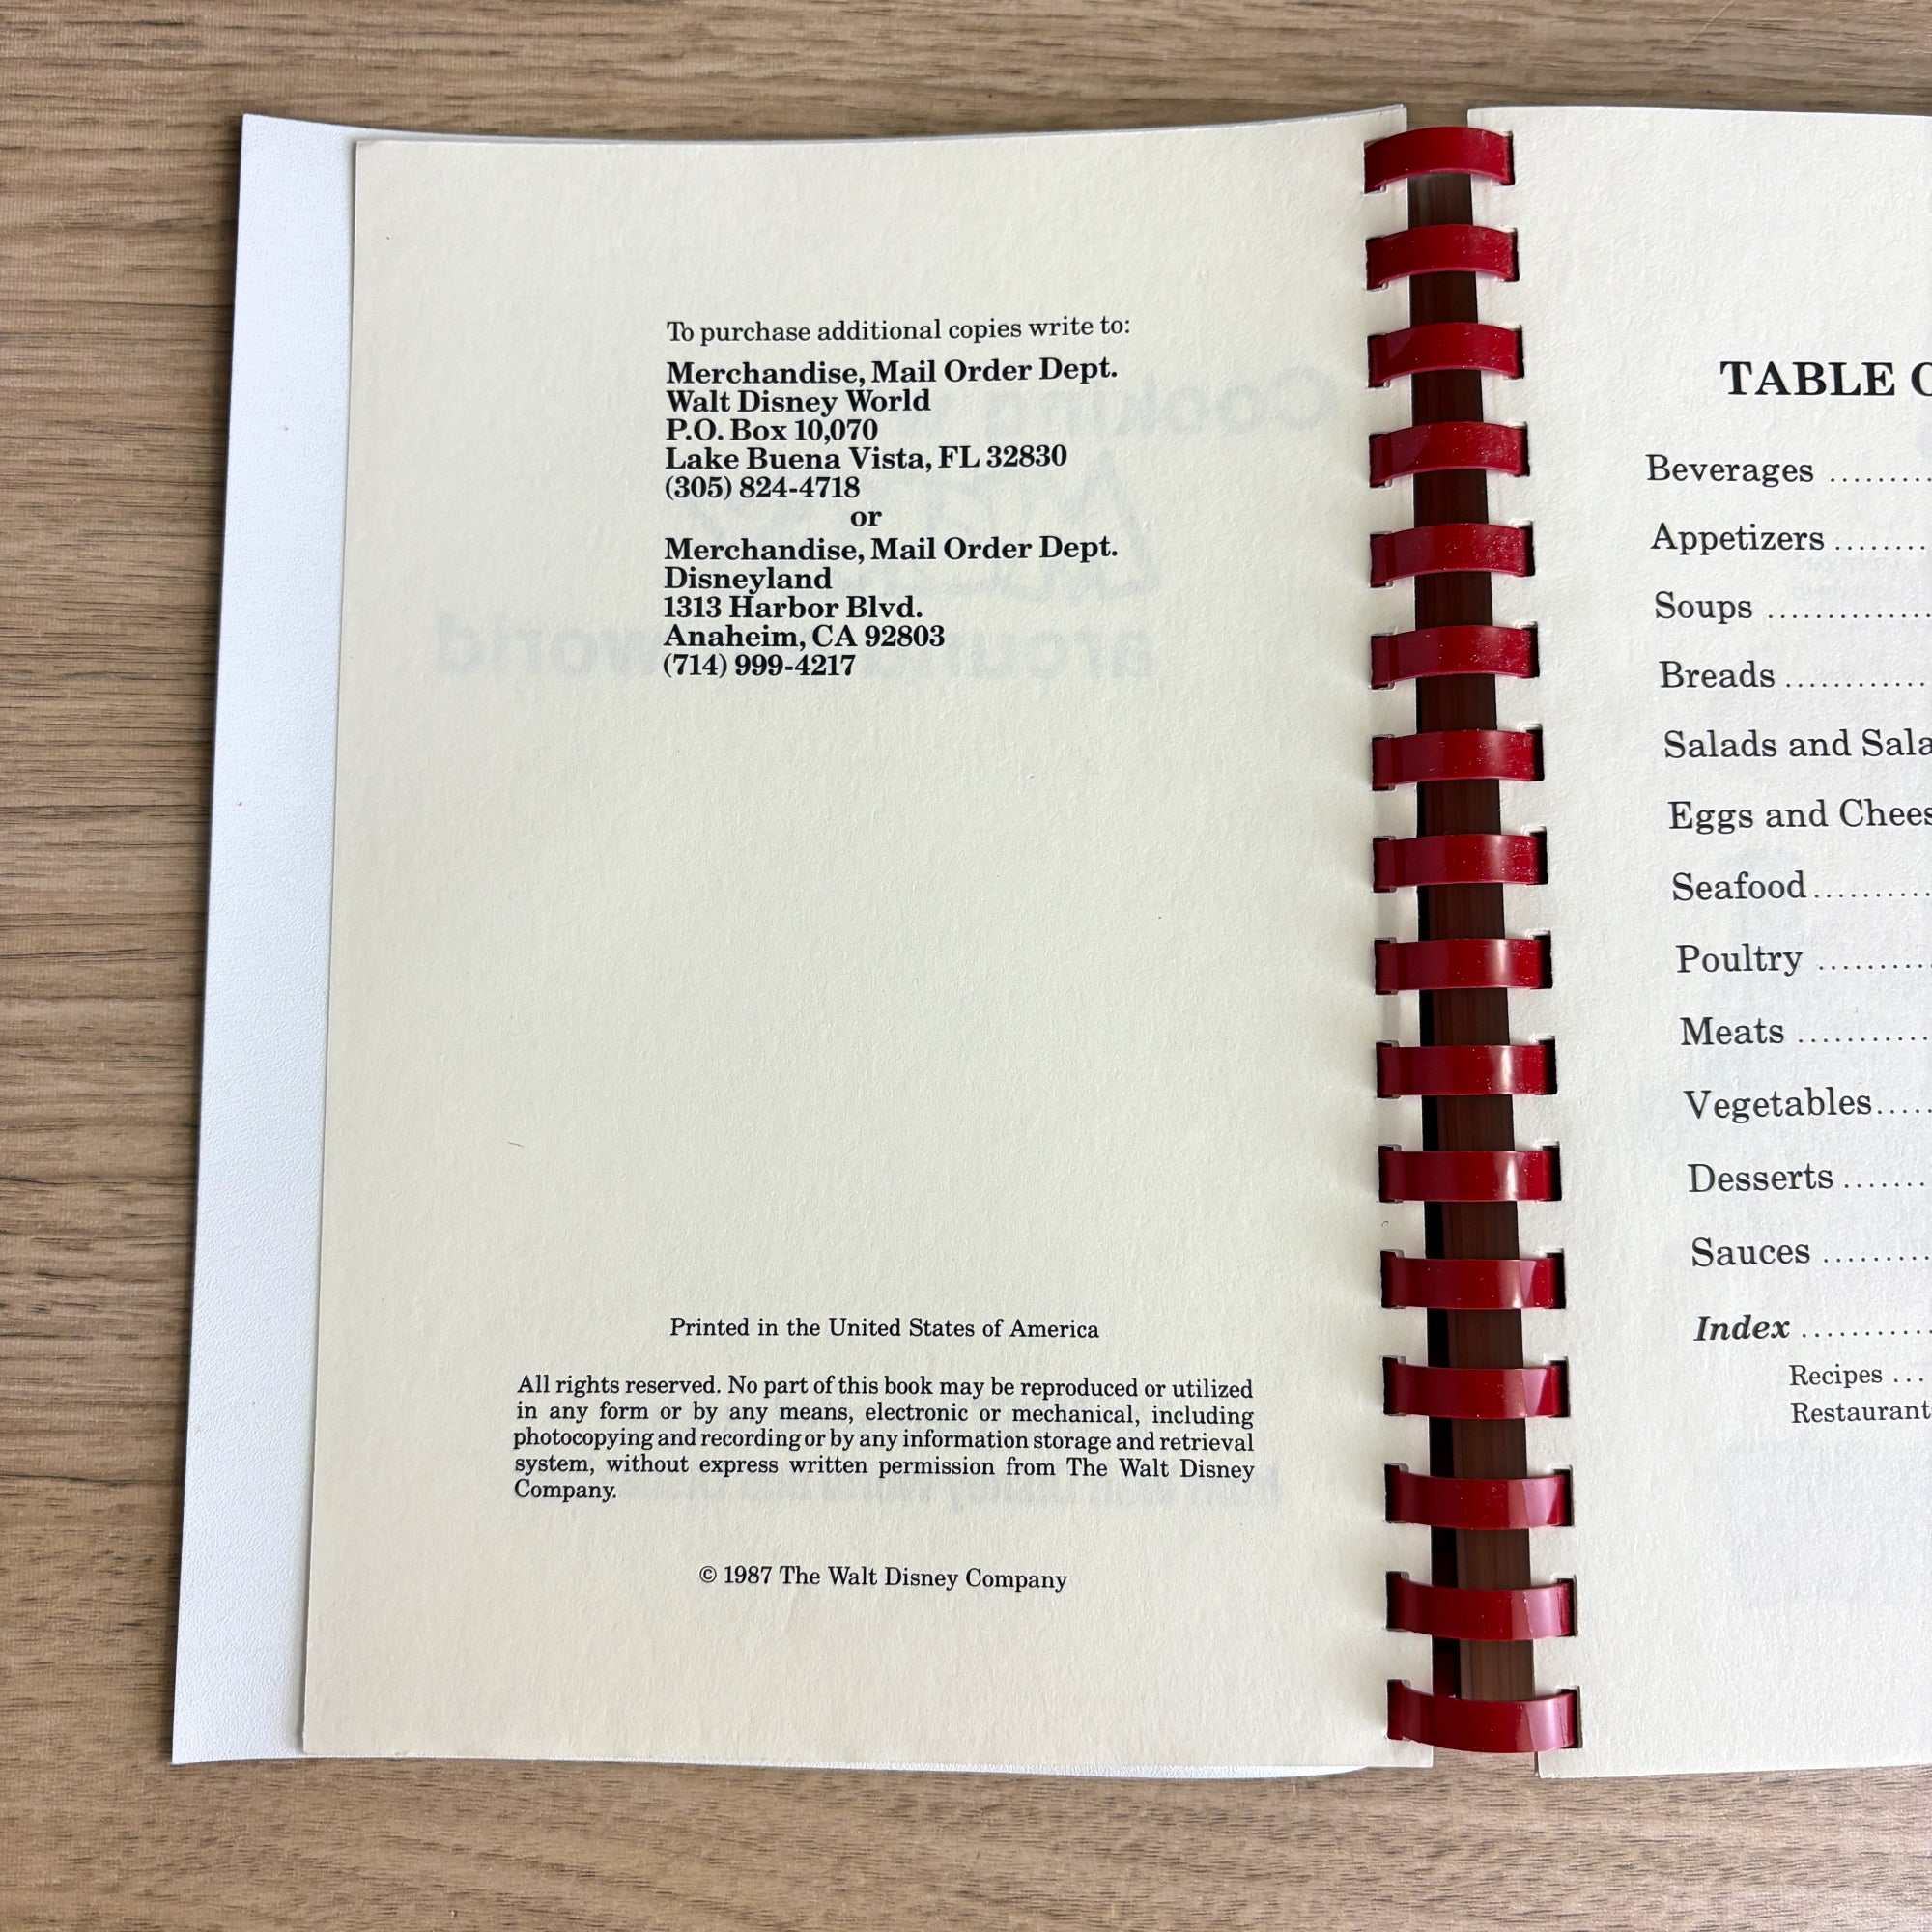 To purchase additional copies write to:
Merchandise, Mail Order Dept.
Walt Disney World
P.O. Box 10,070
Lake Buena Vista, FL 32830
(305) 824-4718
or
Merchandise, Mail Order Dept.
Disneyland
1313 Harbor Blvd.
Anaheim, CA 92803
(714) 999-4217
Printed in the United States of America
All rights reserved. No part of this book may be reproduced or utilized
in any form or by any means, electronic or mechanical, including
photocopying and recording or by any information storage and retrieval
system, without express written permission from The Walt Disney
Company.
© 1987 The Walt Disney Company
TABLE
Beverages ........
Appetizers ........
Soups .............
Breads ............
Salads and
Eggs and
Seafood..........
Poultry .........
Meats ...........
Vegetables.....
Desserts .......
Sauces .........
Index ...........
Recipes ...
Restaurant